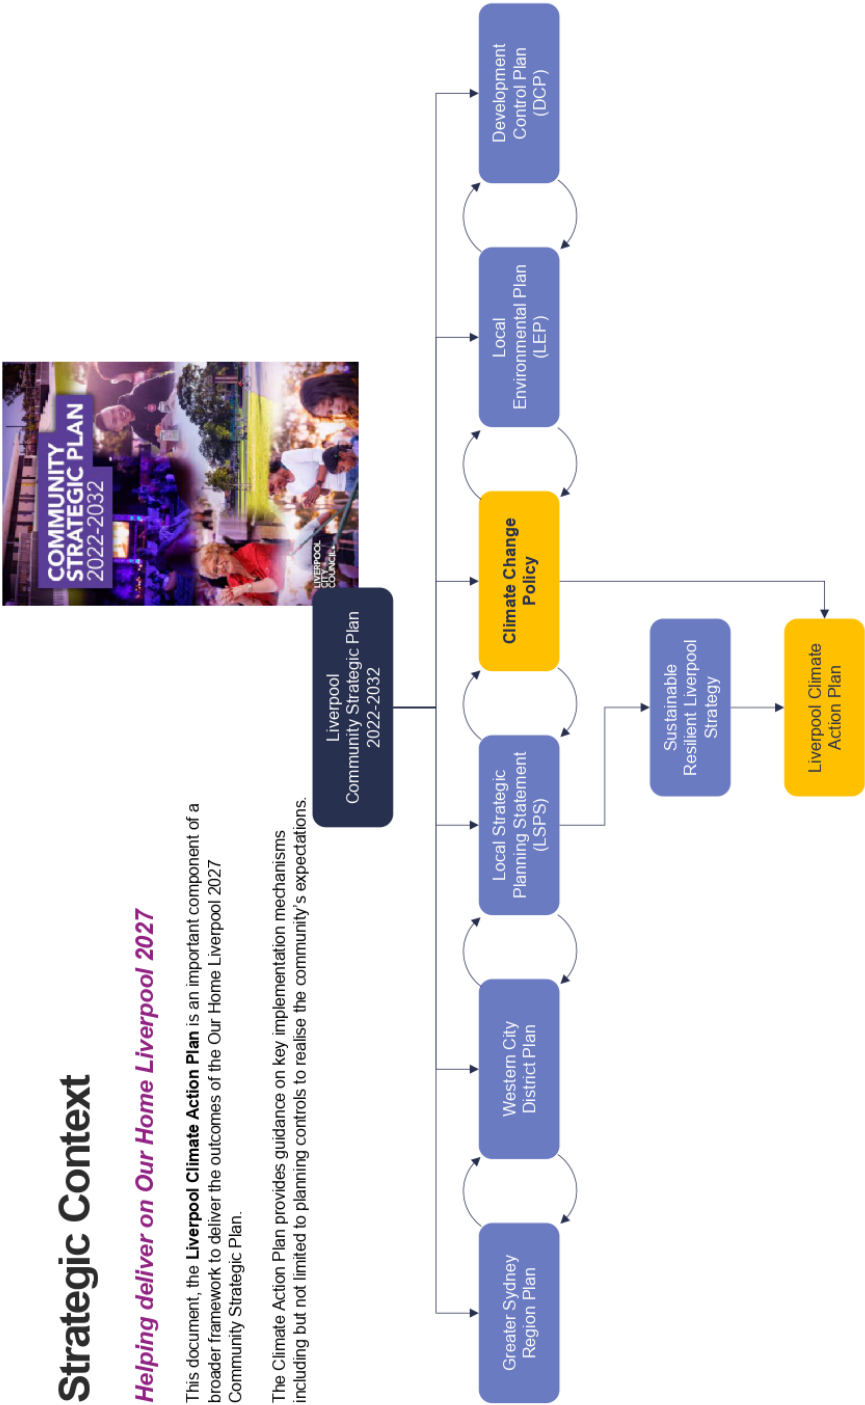 Strategic Context
Helping deliver on Our Home Liverpool 2027
This document, the Liverpool Climate Action Plan is an important component of a
broader framework to deliver the outcomes of the Our Home Liverpool 2027
Community Strategic Plan.
The Climate Action Plan provides guidance on key implementation mechanisms
including but not limited to planning controls to realise the community's expectations.
COMMUNITY
STRATEGIC PLAN
2022-2032
LIVERPOOL
CITY
COUNCIL
Liverpool
Community Strategic Plan
2022-2032
Greater Sydney
Region Plan
Western City
District Plan
Local Strategic
Planning Statement
(LSPS)
Climate Change
Policy
Local
Environmental Plan
(LEP)
Development
Control Plan
(DCP)
Sustainable
Resilient Liverpool
Strategy
Liverpool Climate
Action Plan